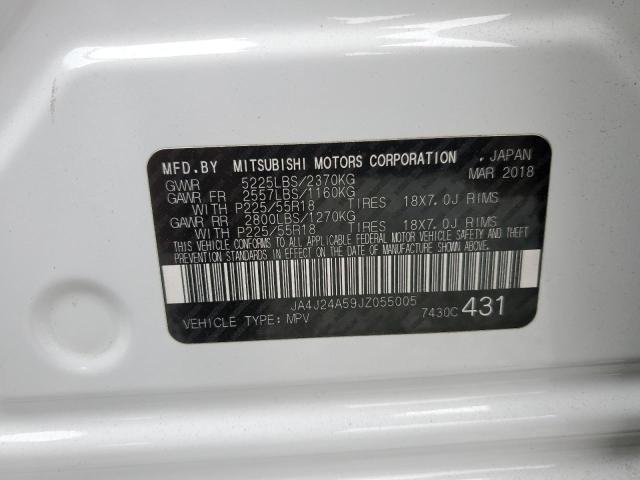 MFD.BY MITSUBISHI MOTORS CORPORATION , JAPAN
GVWR 5225LBS/2370KG MAR 2018
GAWR FR 2557LBS/1160KG
WITH P225/55R18 TIRES 18X7.0J RIMS
GAWR RR 2800LBS/1270KG
WITH P225/55R18 TIRES 18X7.0J RIMS
THIS VEHICLE CONFORMS TO ALL APPLICABLE FEDERAL MOTOR VEHICLE SAFETY AND THEFT
PREVENTION STANDARDS IN EFFECT ON THE DATE OF MANUFACTURE SHOWN ABOVE.
JA4J24A59JZ055005
VEHICLE TYPE: MPV 7430C 431